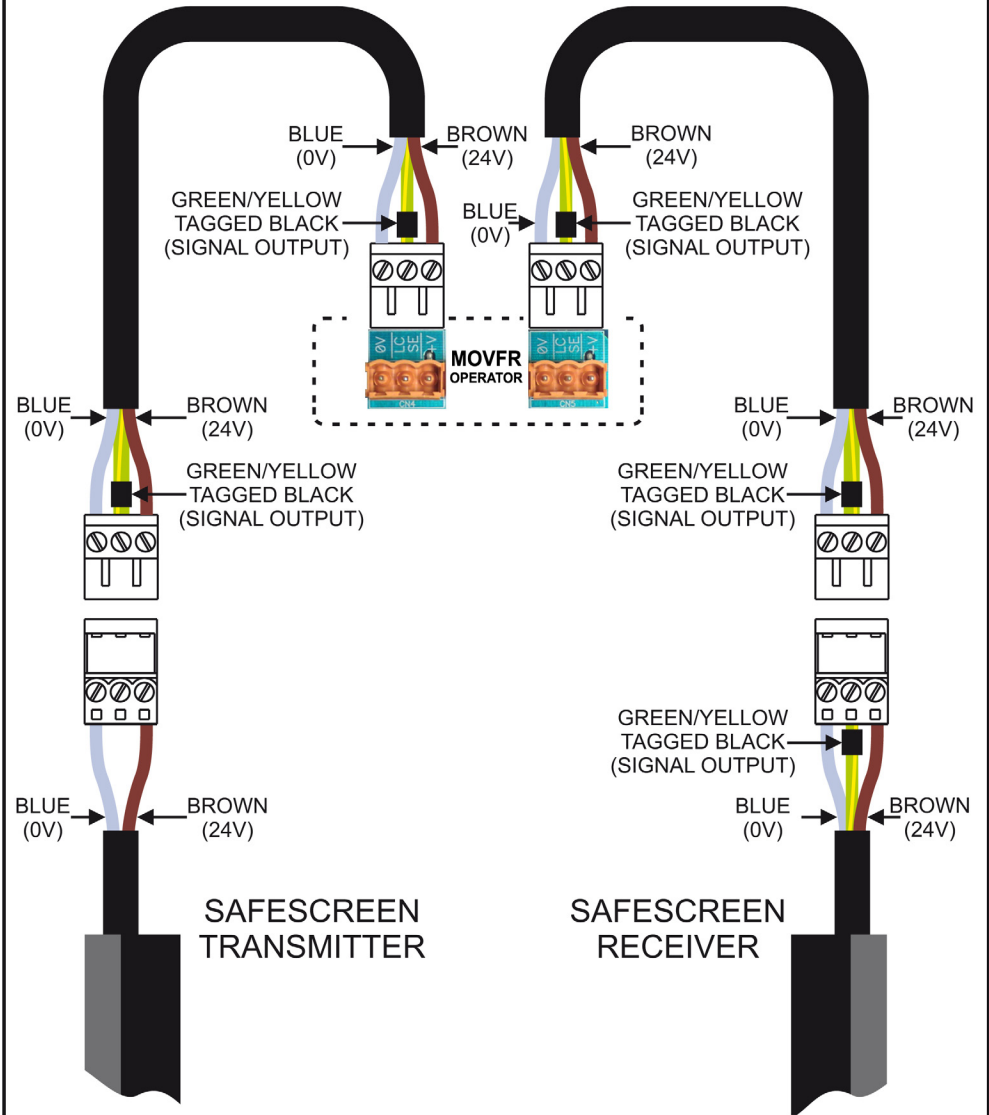 BLUE
(0V)
BROWN
(24V)
BROWN
(24V)
GREEN/YELLOW
TAGGED BLACK
(SIGNAL OUTPUT)
BLUE
(0V)
GREEN/YELLOW
TAGGED BLACK
(SIGNAL OUTPUT)
0V
LC
SE
+V
CN4
MOVFR
OPERATOR
0V
LC
SE
+V
CN5
BLUE
(0V)
BROWN
(24V)
GREEN/YELLOW
TAGGED BLACK
(SIGNAL OUTPUT)
BLUE
(0V)
BROWN
(24V)
GREEN/YELLOW
TAGGED BLACK
(SIGNAL OUTPUT)
GREEN/YELLOW
TAGGED BLACK
(SIGNAL OUTPUT)
BLUE
(0V)
BROWN
(24V)
BLUE
(0V)
BROWN
(24V)
SAFESCREEN
TRANSMITTER
SAFESCREEN
RECEIVER